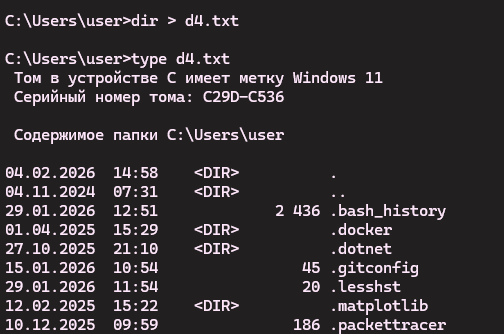 C:\Users\user>dir > d4.txt
C:\Users\user>type d4.txt
Том в устройстве C имеет метку Windows 11
Серийный номер тома: C29D-C536
Содержимое папки C:\Users\user
04.02.2026  14:58    <DIR>          .
04.11.2024  07:31    <DIR>          ..
29.01.2026  12:51             2 436 .bash_history
01.04.2025  15:29    <DIR>          .docker
27.10.2025  21:10    <DIR>          .dotnet
15.01.2026  10:54                45 .gitconfig
29.01.2026  11:54                20 .lesshst
12.02.2025  15:22    <DIR>          .matplotlib
10.12.2025  09:59               186 .packettracer